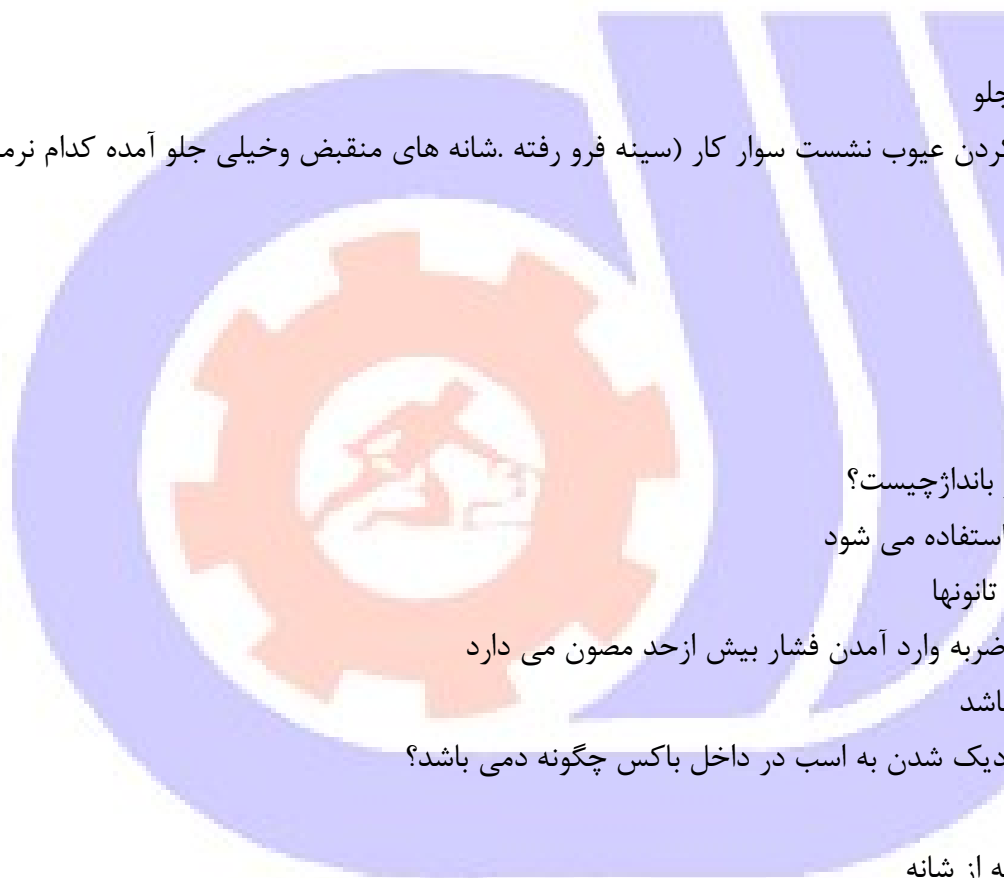 جلو
کردن عیوب نشست سوار کار (سینه فرو رفته .شانه های منقبض وخیلی جلو آمده کدام نرم
بانداژچیست؟
استفاده می شود
تانونها
ضربه وارد آمدن فشار بیش ازحد مصون می دارد
باشد
دیک شدن به اسب در داخل باکس چگونه دمی باشد؟
ه از شانه